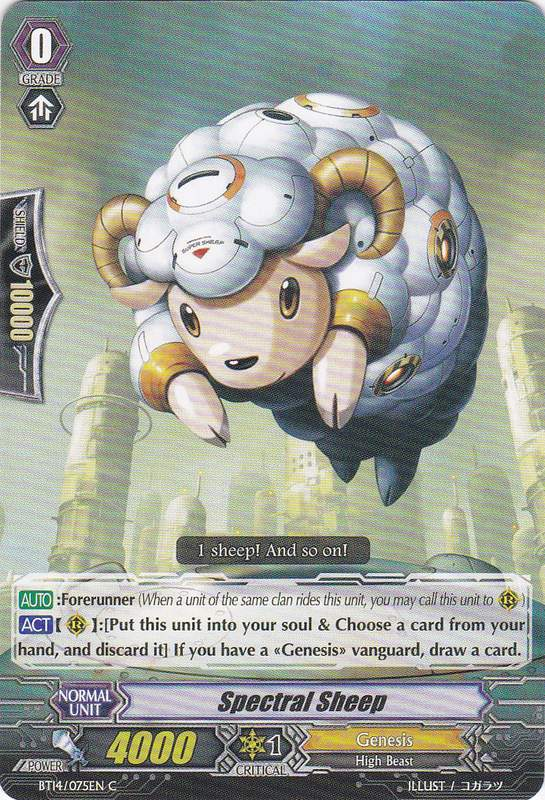 0
GRADE
SHIELD
10000
SUPER SHEEP
1 sheep! And so on!
AUTO :Forerunner (When a unit of the same clan rides this unit, you may call this unit to R)
ACT【 R 】:[Put this unit into your soul & Choose a card from your
hand, and discard it] If you have a «Genesis» vanguard, draw a card.
NORMAL
UNIT
Spectral Sheep
POWER
4000
1
CRITICAL
Genesis
High Beast
BT14/075EN C
ILLUST / コガラツ